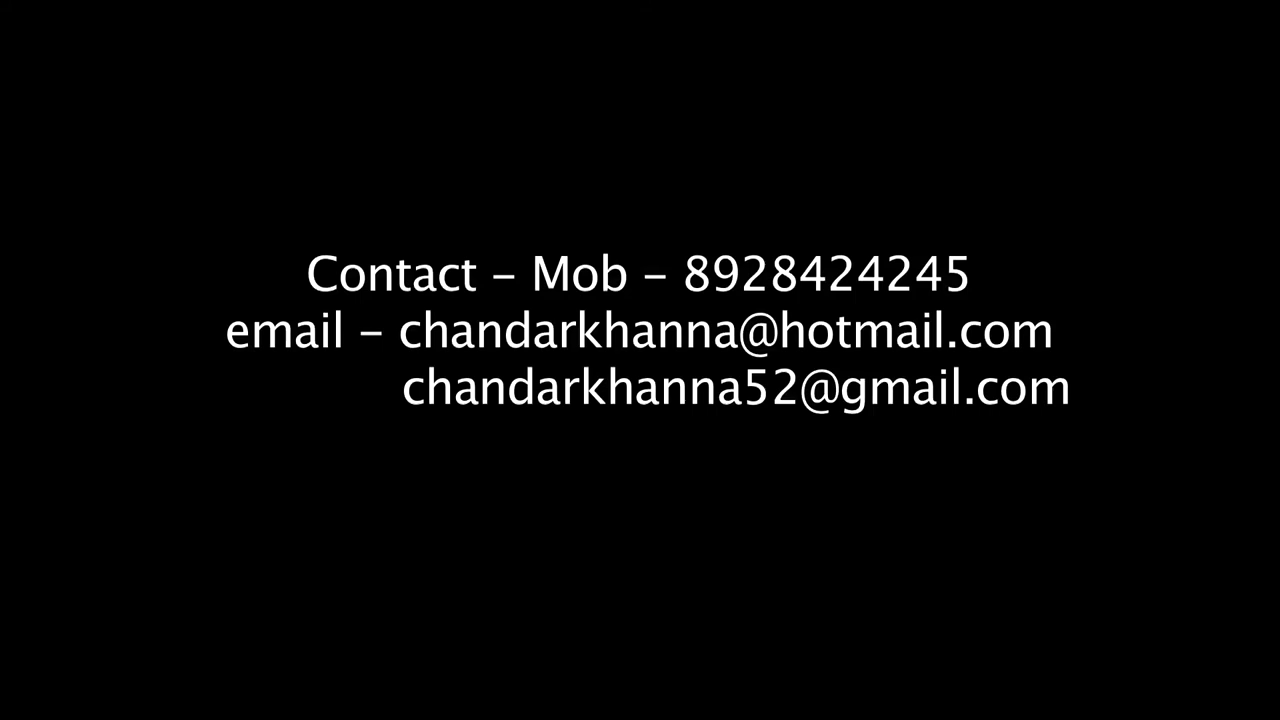 Contact – Mob – 8928424245
email – chandarkhanna@hotmail.com
chandarkhanna52@gmail.com